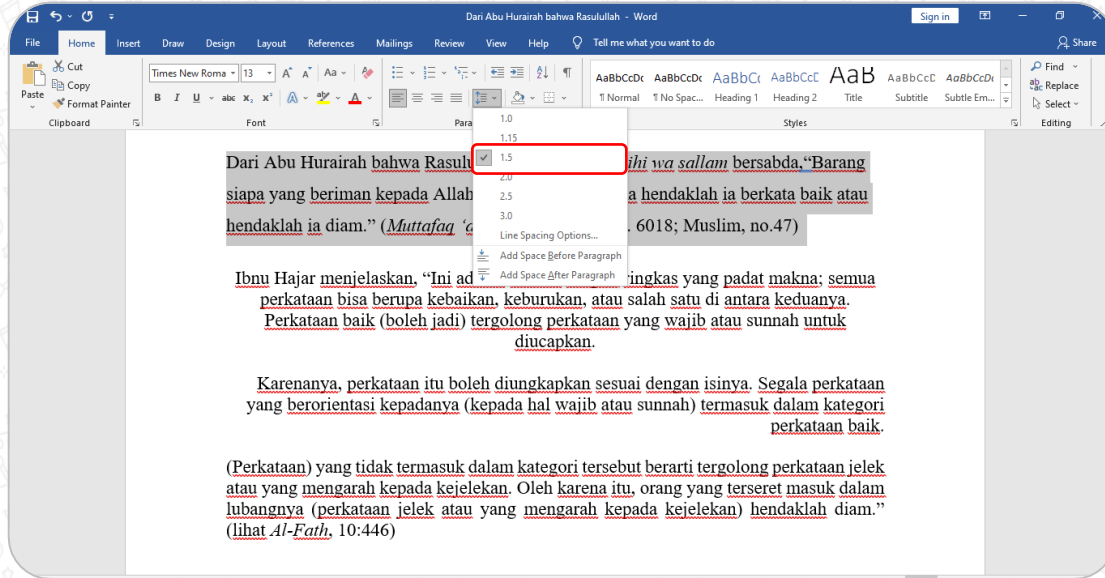 Dari Abu Hurairah bahwa Rasulullah - Word
Sign in
File Home Insert Draw Design Layout References Mailings Review View Help Tell me what you want to do Share
Paste
Cut
Copy
Format Painter
Clipboard
Times New Roma 13 A A Aa
B I U abc x₂ x² A A
Font
Para
AaBbCcDc AaBbCcDc AaBbCc AaBbCcC AaB AaBbCcD AaBbCcDc
¶ Normal ¶ No Spac... Heading 1 Heading 2 Title Subtitle Subtle Em...
Styles
Find
Replace
Select
Editing
1.0
1.15
1.5
2.0
2.5
3.0
Line Spacing Options...
Add Space Before Paragraph
Add Space After Paragraph
Dari Abu Hurairah bahwa Rasulu ihi wa sallam bersabda,“Barang
siapa yang beriman kepada Allah a hendaklah ia berkata baik atau
hendaklah ia diam.” (Muttafaq ‘a . 6018; Muslim, no.47)
Ibnu Hajar menjelaskan, “Ini ad ringkas yang padat makna; semua
perkataan bisa berupa kebaikan, keburukan, atau salah satu di antara keduanya.
Perkataan baik (boleh jadi) tergolong perkataan yang wajib atau sunnah untuk
diucapkan.
Karenanya, perkataan itu boleh diungkapkan sesuai dengan isinya. Segala perkataan
yang berorientasi kepadanya (kepada hal wajib atau sunnah) termasuk dalam kategori
perkataan baik.
(Perkataan) yang tidak termasuk dalam kategori tersebut berarti tergolong perkataan jelek
atau yang mengarah kepada kejelekan. Oleh karena itu, orang yang terseret masuk dalam
lubangnya (perkataan jelek atau yang mengarah kepada kejelekan) hendaklah diam.”
(lihat Al-Fath, 10:446)